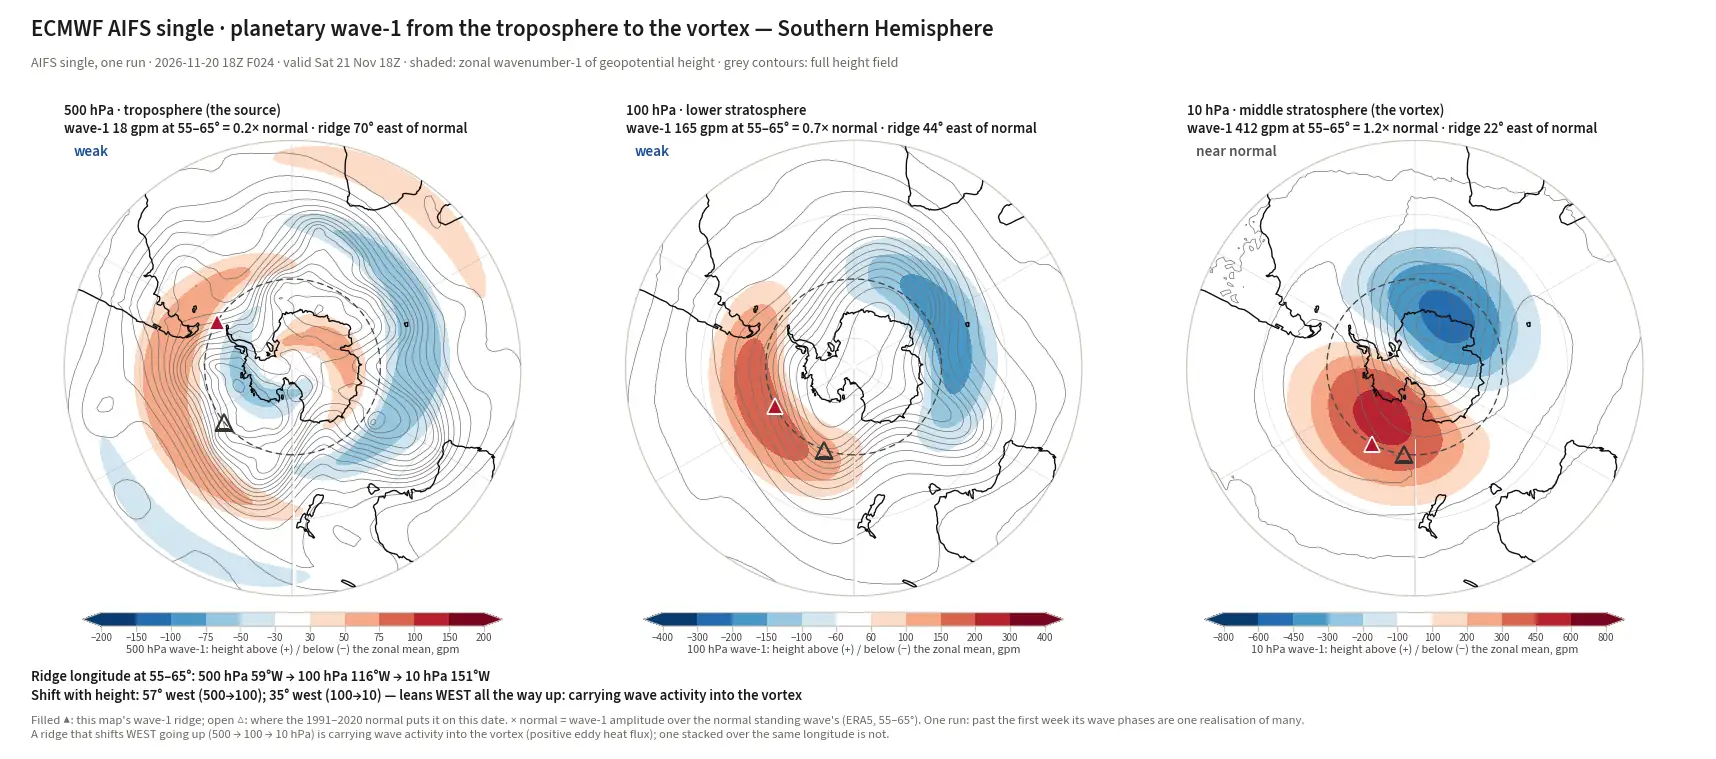 ECMWF AIFS single · planetary wave-1 from the troposphere to the vortex — Southern Hemisphere
AIFS single, one run · 2026-11-20 18Z F024 · valid Sat 21 Nov 18Z · shaded: zonal wavenumber-1 of geopotential height · grey contours: full height field
500 hPa · troposphere (the source)
wave-1 18 gpm at 55–65° = 0.2× normal · ridge 70° east of normal
weak
100 hPa · lower stratosphere
wave-1 165 gpm at 55–65° = 0.7× normal · ridge 44° east of normal
weak
10 hPa · middle stratosphere (the vortex)
wave-1 412 gpm at 55–65° = 1.2× normal · ridge 22° east of normal
near normal
−200 −150 −100 −75 −50 −30 30 50 75 100 150 200
500 hPa wave-1: height above (+) / below (−) the zonal mean, gpm
−400 −300 −200 −150 −100 −60 60 100 150 200 300 400
100 hPa wave-1: height above (+) / below (−) the zonal mean, gpm
−800 −600 −450 −300 −200 −100 100 200 300 450 600 800
10 hPa wave-1: height above (+) / below (−) the zonal mean, gpm
Ridge longitude at 55–65°: 500 hPa 59°W → 100 hPa 116°W → 10 hPa 151°W
Shift with height: 57° west (500→100); 35° west (100→10) — leans WEST all the way up: carrying wave activity into the vortex
Filled ▲: this map's wave-1 ridge; open △: where the 1991–2020 normal puts it on this date. × normal = wave-1 amplitude over the normal standing wave's (ERA5, 55–65°). One run: past the first week its wave phases are one realisation of many.
A ridge that shifts WEST going up (500 → 100 → 10 hPa) is carrying wave activity into the vortex (positive eddy heat flux); one stacked over the same longitude is not.